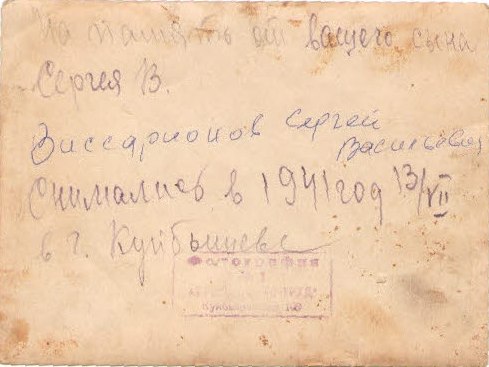 На память от вашего сына
Сергея В.
Виссарионов Сергей
Васильевич
Снимались в 1941 год 13/VII
в г. Куйбышеве
Фотография